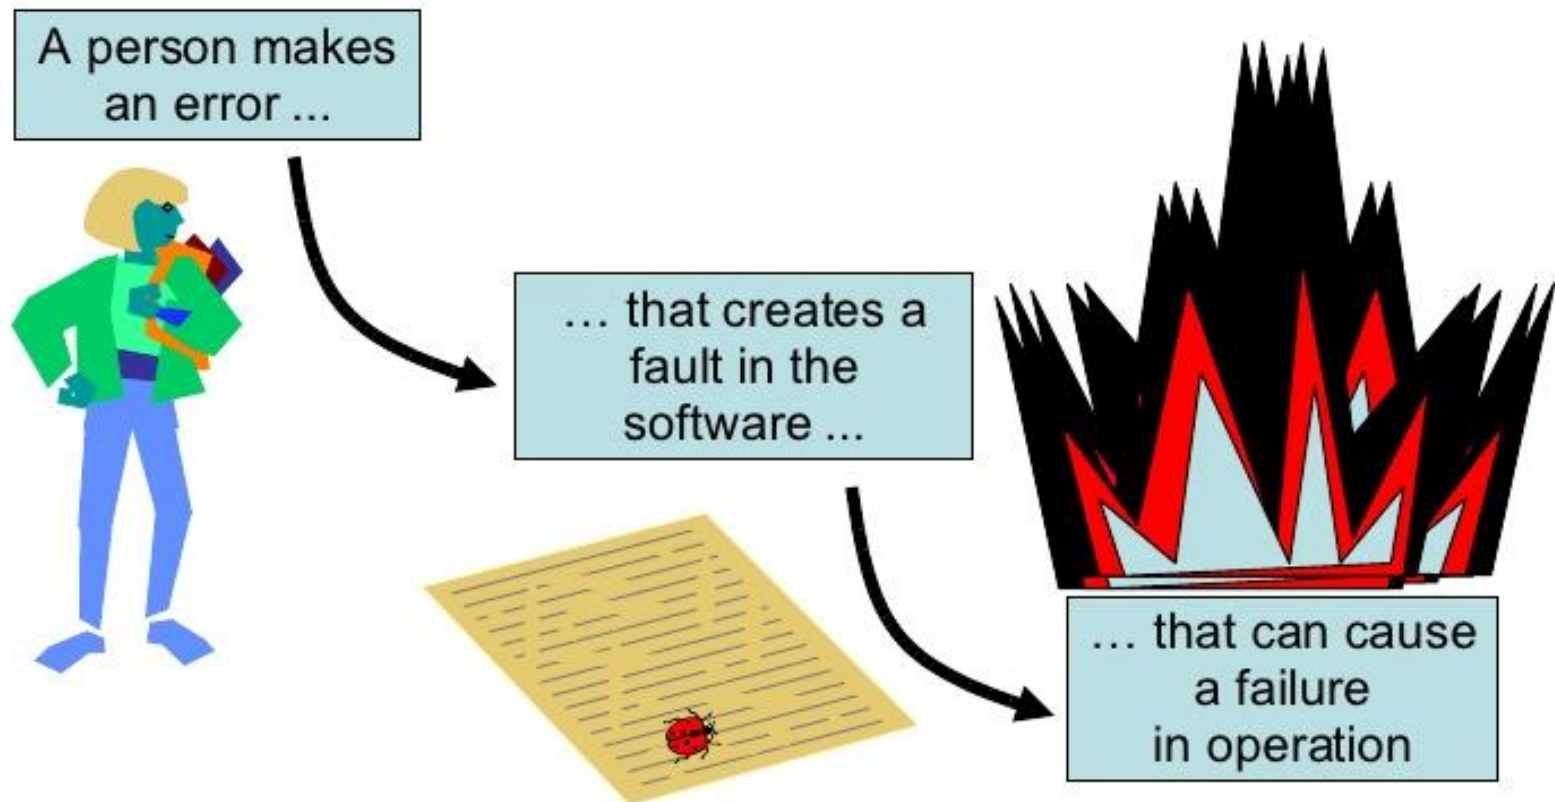 A person makes
an error ...
... that creates a
fault in the
software ...
... that can cause
a failure
in operation